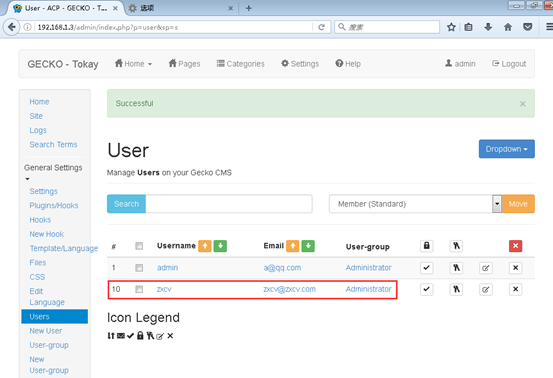 User - ACP - GECKO - Tok...
选项
192.168.1.3/admin/index.php?p=user&sp=s
搜索
GECKO - Tokay
Home
Pages
Categories
Settings
Help
admin
Logout
Home
Site
Logs
Search Terms
General Settings
Settings
Plugins/Hooks
Hooks
New Hook
Template/Language
Files
CSS
Edit
Language
Users
New User
User-group
New
User-group
Successful
×
User
Dropdown
Manage Users on your Gecko CMS
Search
Member (Standard)
Move
# Username Email User-group
1 admin a@qq.com Administrator
10 zxcv zxcv@zxcv.com Administrator
Icon Legend